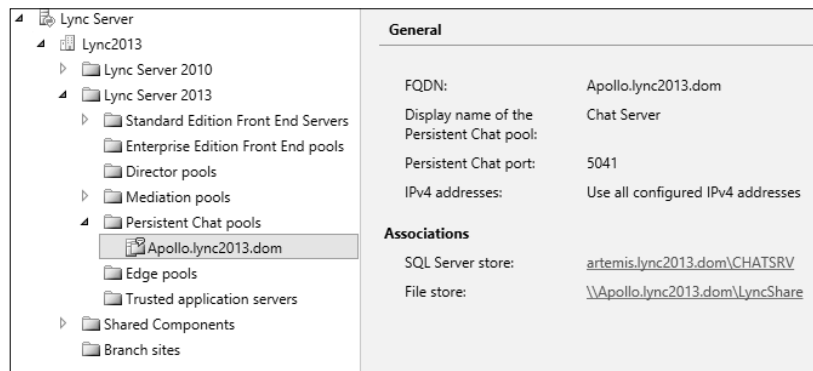 Lync Server
Lync2013
Lync Server 2010
Lync Server 2013
Standard Edition Front End Servers
Enterprise Edition Front End pools
Director pools
Mediation pools
Persistent Chat pools
Apollo.lync2013.dom
Edge pools
Trusted application servers
Shared Components
Branch sites
General
FQDN: Apollo.lync2013.dom
Display name of the Chat Server
Persistent Chat pool:
Persistent Chat port: 5041
IPv4 addresses: Use all configured IPv4 addresses
Associations
SQL Server store: artemis.lync2013.dom\CHATSRV
File store: \\Apollo.lync2013.dom\LyncShare